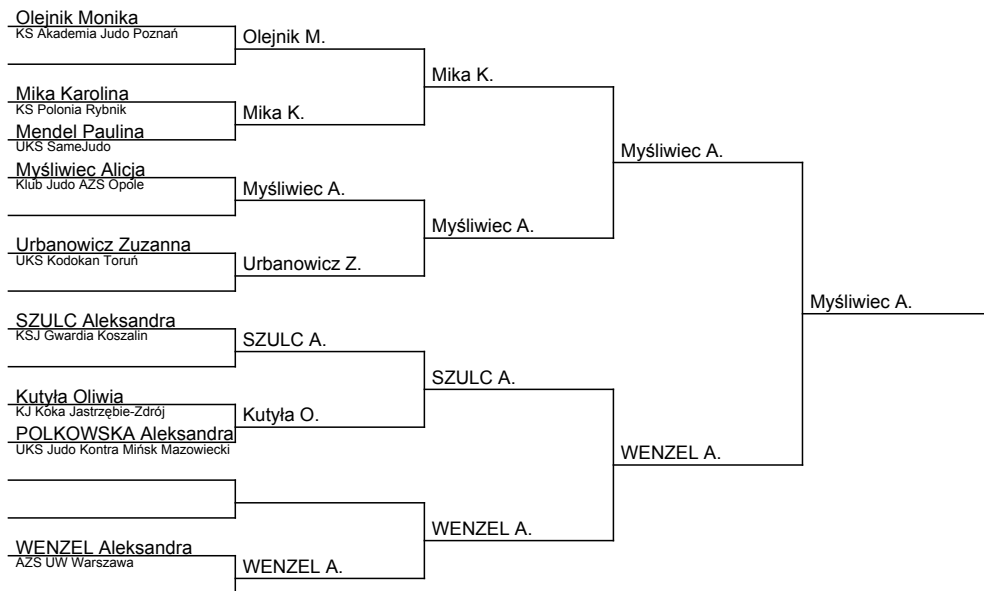 Olejnik Monika
KS Akademia Judo Poznań
Mika Karolina
KS Polonia Rybnik
Mendel Paulina
UKS SameJudo
Myśliwiec Alicja
Klub Judo AZS Opole
Urbanowicz Zuzanna
UKS Kodokan Toruń
SZULC Aleksandra
KSJ Gwardia Koszalin
Kutyła Oliwia
KJ Koka Jastrzębie-Zdrój
POLKOWSKA Aleksandra
UKS Judo Kontra Mińsk Mazowiecki
WENZEL Aleksandra
AZS UW Warszawa
Olejnik M.
Mika K.
Myśliwiec A.
Urbanowicz Z.
SZULC A.
Kutyła O.
WENZEL A.
Mika K.
Myśliwiec A.
SZULC A.
WENZEL A.
Myśliwiec A.
WENZEL A.
Myśliwiec A.